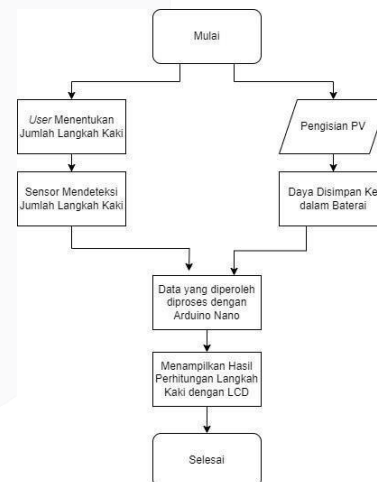 Mulai
User Menentukan
Jumlah Langkah Kaki
Pengisian PV
Sensor Mendeteksi
Jumlah Langkah Kaki
Daya Disimpan Ke
dalam Baterai
Data yang diperoleh
diproses dengan
Arduino Nano
Menampilkan Hasil
Perhitungan Langkah
Kaki dengan LCD
Selesai